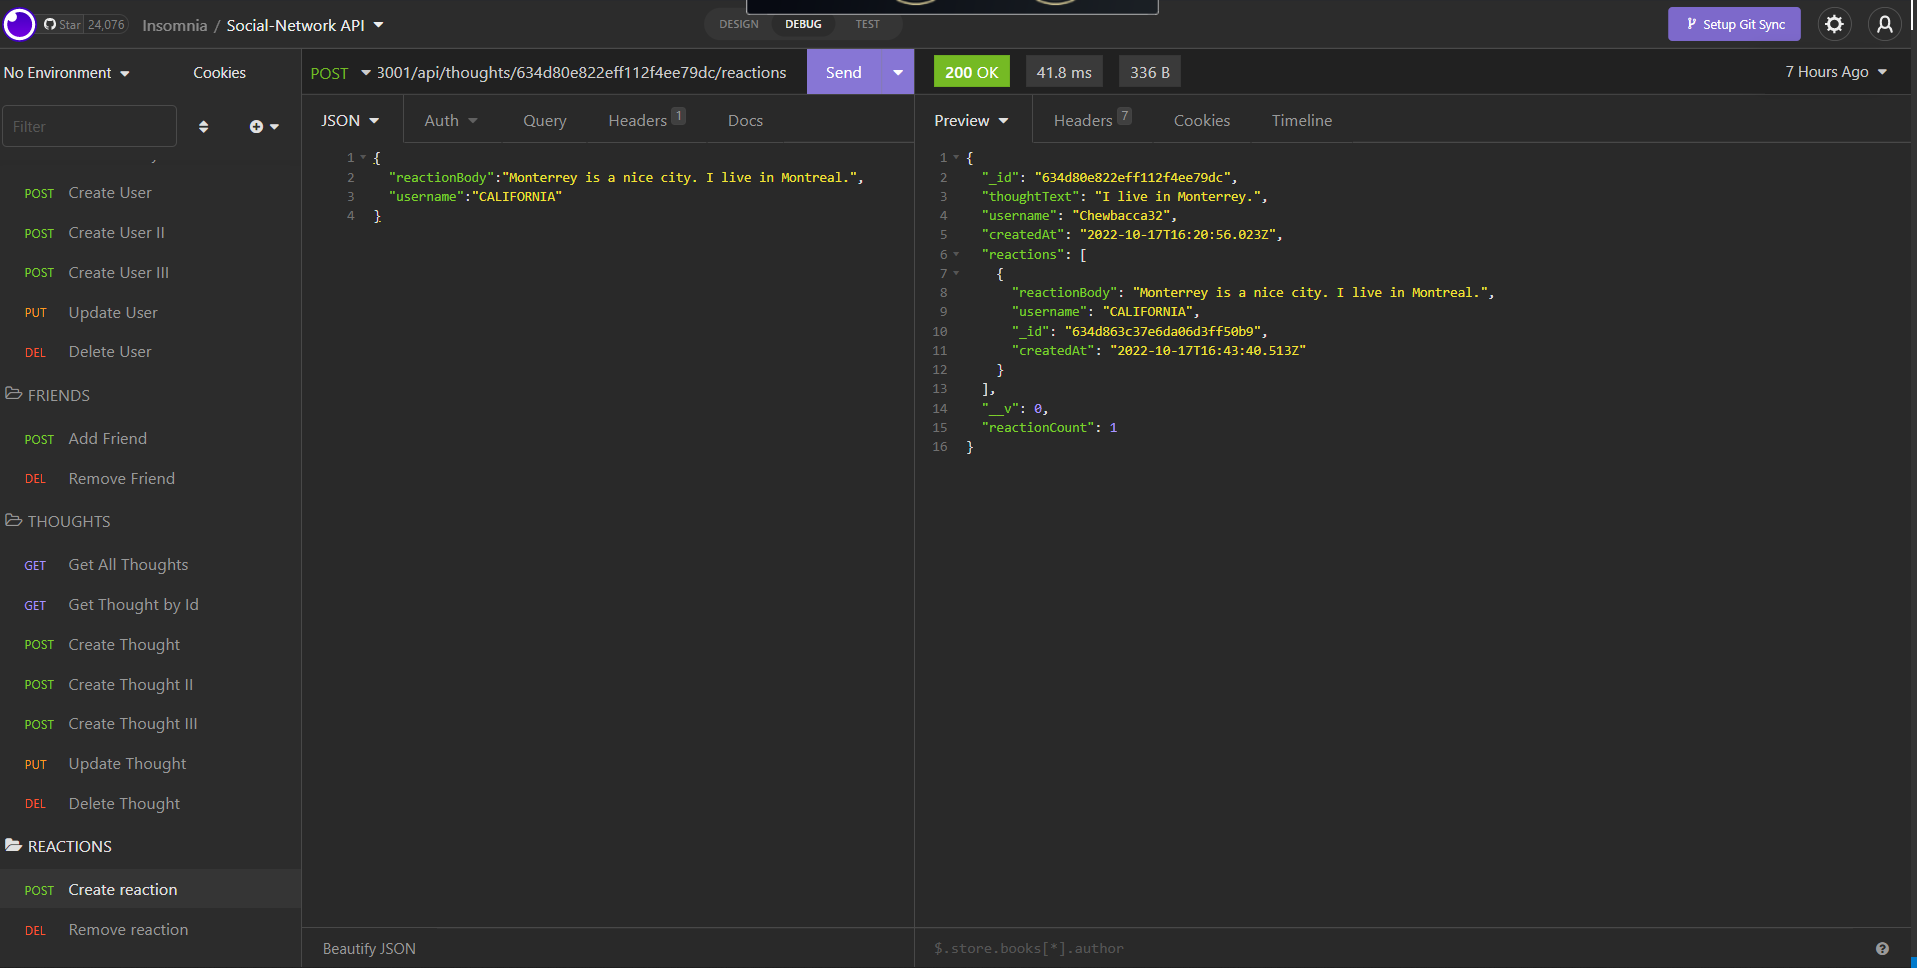 Star 24,076 Insomnia / Social-Network API DESIGN DEBUG TEST Setup Git Sync
No Environment Cookies
POST 3001/api/thoughts/634d80e822eff112f4ee79dc/reactions Send
200 OK 41.8 ms 336 B 7 Hours Ago
Filter
POST Create User
POST Create User II
POST Create User III
PUT Update User
DEL Delete User
FRIENDS
POST Add Friend
DEL Remove Friend
THOUGHTS
GET Get All Thoughts
GET Get Thought by Id
POST Create Thought
POST Create Thought II
POST Create Thought III
PUT Update Thought
DEL Delete Thought
REACTIONS
POST Create reaction
DEL Remove reaction
JSON Auth Query Headers 1 Docs
1 {
2 "reactionBody":"Monterrey is a nice city. I live in Montreal.",
3 "username":"CALIFORNIA"
4 }
Beautify JSON
Preview Headers 7 Cookies Timeline
1 {
2 "_id": "634d80e822eff112f4ee79dc",
3 "thoughtText": "I live in Monterrey.",
4 "username": "Chewbacca32",
5 "createdAt": "2022-10-17T16:20:56.023Z",
6 "reactions": [
7 {
8 "reactionBody": "Monterrey is a nice city. I live in Montreal.",
9 "username": "CALIFORNIA",
10 "_id": "634d863c37e6da06d3ff50b9",
11 "createdAt": "2022-10-17T16:43:40.513Z"
12 }
13 ],
14 "__v": 0,
15 "reactionCount": 1
16 }
$.store.books[*].author